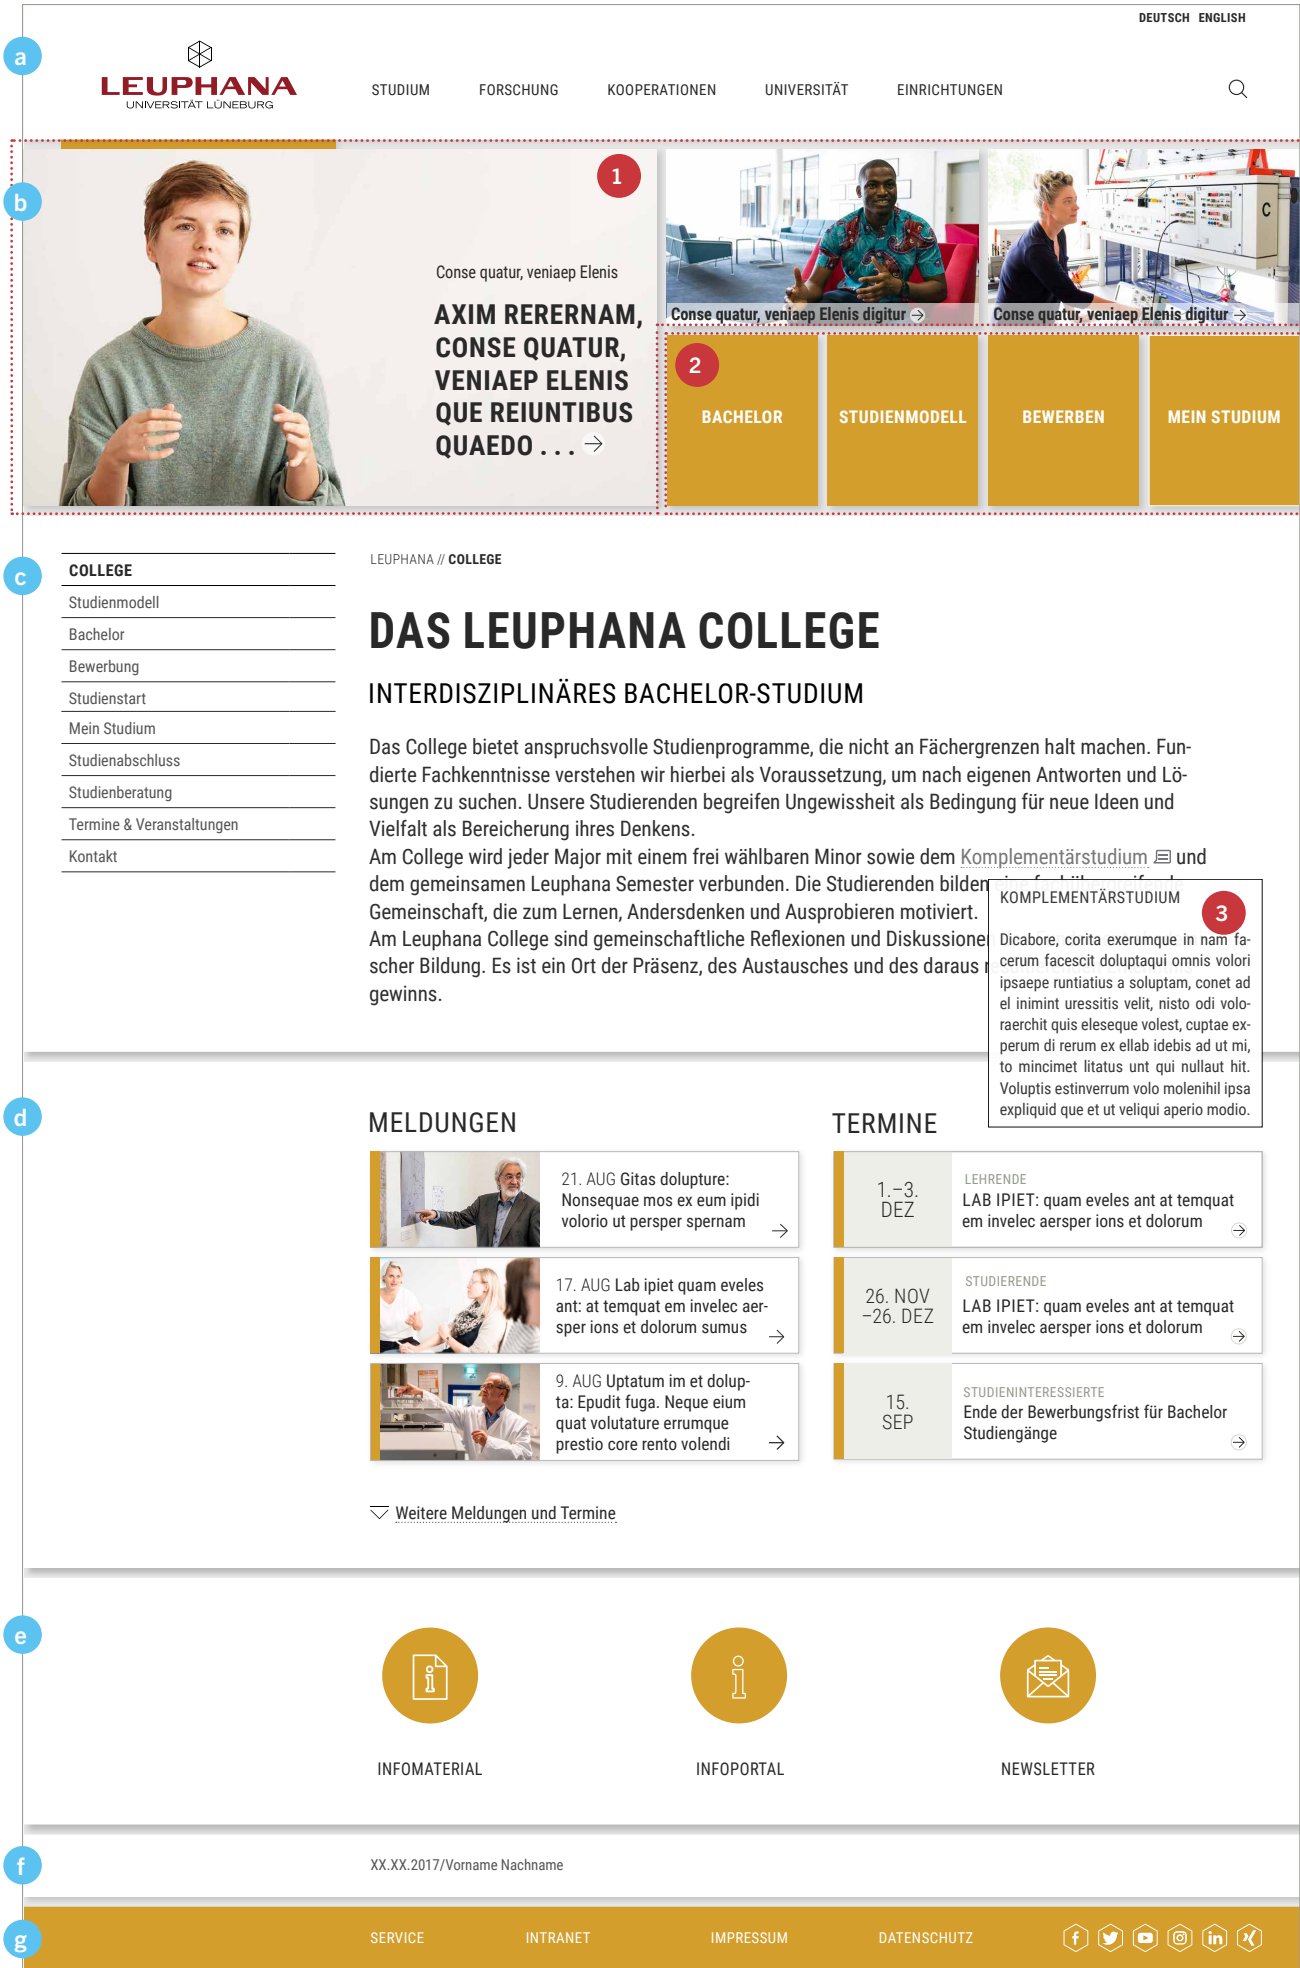 DEUTSCH ENGLISH
a
LEUPHANA
UNIVERSITÄT LÜNEBURG
STUDIUM FORSCHUNG KOOPERATIONEN UNIVERSITÄT EINRICHTUNGEN
b
1
Conse quatur, veniaep Elenis
AXIM RERERNAM,
CONSE QUATUR,
VENIAEP ELENIS
QUE REIUNTIBUS
QUAEDO . . .
C
Conse quatur, veniaep Elenis digitur
Conse quatur, veniaep Elenis digitur
2
BACHELOR
STUDIENMODELL
BEWERBEN
MEIN STUDIUM
c
COLLEGE
Studienmodell
Bachelor
Bewerbung
Studienstart
Mein Studium
Studienabschluss
Studienberatung
Termine & Veranstaltungen
Kontakt
LEUPHANA // COLLEGE
DAS LEUPHANA COLLEGE
INTERDISZIPLINÄRES BACHELOR-STUDIUM
Das College bietet anspruchsvolle Studienprogramme, die nicht an Fächergrenzen halt machen. Fun-
dierte Fachkenntnisse verstehen wir hierbei als Voraussetzung, um nach eigenen Antworten und Lö-
sungen zu suchen. Unsere Studierenden begreifen Ungewissheit als Bedingung für neue Ideen und
Vielfalt als Bereicherung ihres Denkens.
Am College wird jeder Major mit einem frei wählbaren Minor sowie dem Komplementärstudium und
dem gemeinsamen Leuphana Semester verbunden. Die Studierenden bilden eine fachübergreifende
Gemeinschaft, die zum Lernen, Andersdenken und Ausprobieren motiviert.
Am Leuphana College sind gemeinschaftliche Reflexionen und Diskussionen
scher Bildung. Es ist ein Ort der Präsenz, des Austausches und des daraus
gewinns.
KOMPLEMENTÄRSTUDIUM
3
Dicabore, corita exerumque in nam fa-
cerum facescit doluptaqui omnis volori
ipsaepe runtiatius a soluptam, conet ad
el inimint uressitis velit, nisto odi volo-
raerchit quis eleseque volest, cuptae ex-
perum di rerum ex ellab idebis ad ut mi,
to mincimet litatus unt qui nullaut hit.
Voluptis estinverrum volo molenihil ipsa
expliquid que et ut veliqui aperio modio.
d
MELDUNGEN
21. AUG Gitas dolupture:
Nonsequae mos ex eum ipidi
volorio ut persper spernam
17. AUG Lab ipiet quam eveles
ant: at temquat em invelec aer-
sper ions et dolorum sumus
9. AUG Uptatum im et dolup-
ta: Epudit fuga. Neque eium
quat volutature errumque
prestio core rento volendi
TERMINE
1.–3.
DEZ
LEHRENDE
LAB IPIET: quam eveles ant at temquat
em invelec aersper ions et dolorum
26. NOV
–26. DEZ
STUDIERENDE
LAB IPIET: quam eveles ant at temquat
em invelec aersper ions et dolorum
15.
SEP
STUDIENINTERESSIERTE
Ende der Bewerbungsfrist für Bachelor
Studiengänge
Weitere Meldungen und Termine
e
INFOMATERIAL
INFOPORTAL
NEWSLETTER
f
XX.XX.2017/Vorname Nachname
g
SERVICE INTRANET IMPRESSUM DATENSCHUTZ